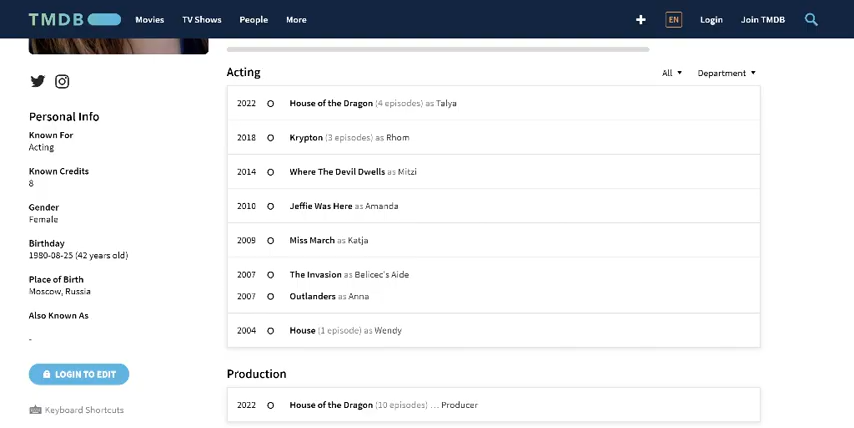 TMDB Movies TV Shows People More EN Login Join TMDB
Acting All Department
2022 House of the Dragon (4 episodes) as Talya
2018 Krypton (3 episodes) as Rhom
2014 Where The Devil Dwells as Mitzi
2010 Jeffie Was Here as Amanda
2009 Miss March as Katja
2007 The Invasion as Belicec's Aide
2007 Outlanders as Anna
2004 House (1 episode) as Wendy
Production
2022 House of the Dragon (10 episodes) … Producer
Personal Info
Known For
Acting
Known Credits
8
Gender
Female
Birthday
1980-08-25 (42 years old)
Place of Birth
Moscow, Russia
Also Known As
-
LOGIN TO EDIT
Keyboard Shortcuts